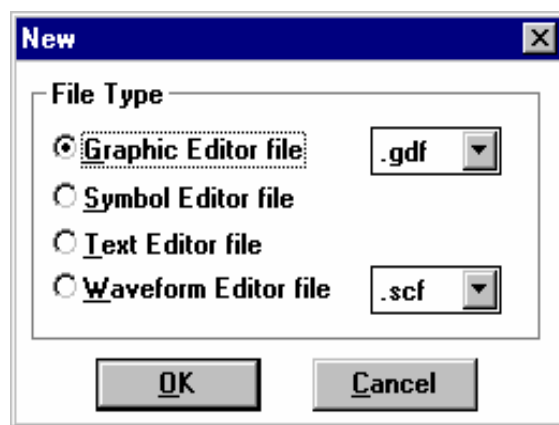 New
File Type
Graphic Editor file .gdf
Symbol Editor file
Text Editor file
Waveform Editor file .scf
OK Cancel